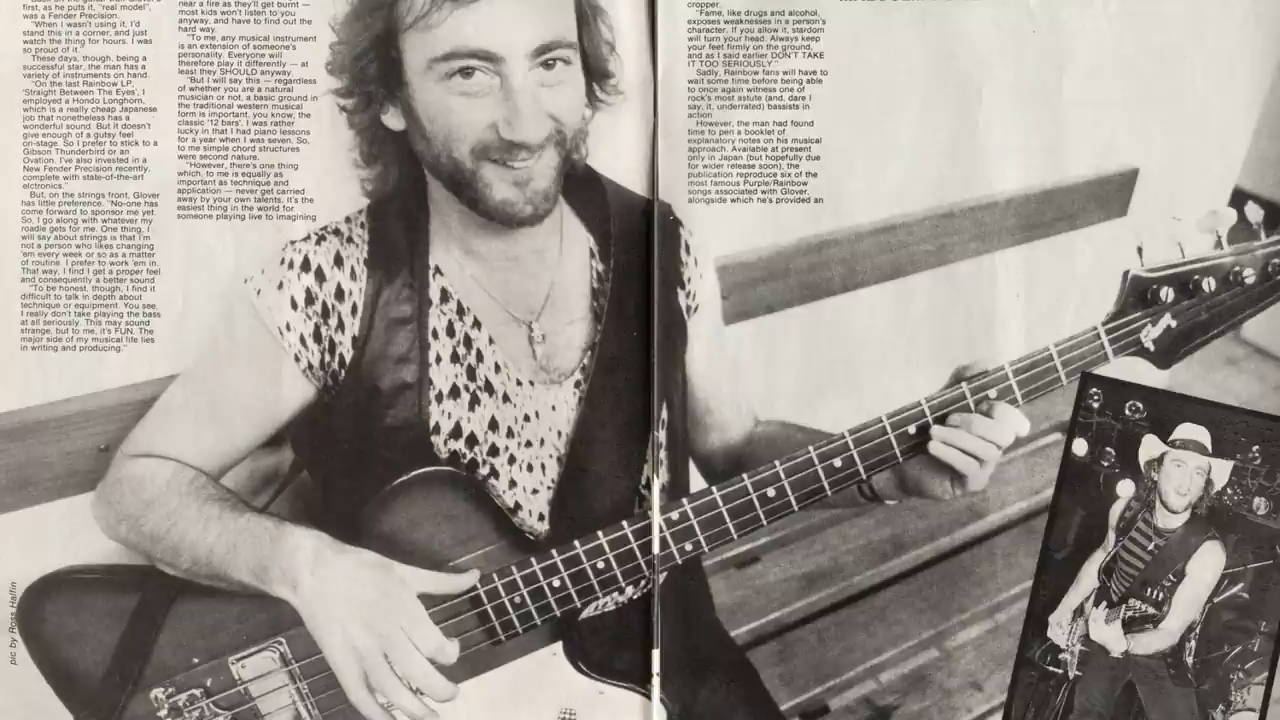 first, as he puts it, "real model",
was a Fender Precision.
"When I wasn't using it, I'd
stand this in a corner, and just
watch the thing for hours. I was
so proud of it."
These days, though, being a
successful star, the man has a
variety of instruments on hand.
"On the last Rainbow LP,
'Straight Between The Eyes', I
employed a Hondo Longhorn,
which is a really cheap Japanese
job that nonetheless has a
wonderful sound. But it doesn't
give enough of a gutsy feel
on-stage. So I prefer to stick to a
Gibson Thunderbird or an
Ovation. I've also invested in a
New Fender Precision recently,
complete with state-of-the-art
elctronics."
But, on the strings front, Glover
has little preference. "No-one has
come forward to sponsor me yet.
So, I go along with whatever my
roadie gets for me. One thing, I
will say about strings is that I'm
not a person who likes changing
'em every week or so as a matter
of routine. I prefer to work 'em in.
That way, I find I get a proper feel
and consequently a better sound
"To be honest, though, I find it
difficult to talk in depth about
technique or equipment. You see,
I really don't take playing the bass
at all seriously. This may sound
strange, but to me, it's FUN. The
major side of my musical life lies
in writing and producing."
near a fire as they'll get burnt —
most kids won't listen to you
anyway, and have to find out the
hard way.
"To me, any musical instrument
is an extension of someone's
personality. Everyone will
therefore play it differently — at
least they SHOULD anyway.
"But I will say this — regardless
of whether you are a natural
musician or not, a basic ground in
the traditional western musical
form is important, you know, the
classic '12 bars'. I was rather
lucky in that I had piano lessons
for a year when I was seven. So,
to me simple chord structures
were second nature.
"However, there's one thing
which, to me is equally as
important as technique and
application — never get carried
away by your own talents. It's the
easiest thing in the world for
someone playing live to imagining
cropper.
"Fame, like drugs and alcohol,
exposes weaknesses in a person's
character. If you allow it, stardom
will turn your head. Always keep
your feet firmly on the ground,
and as I said earlier DON'T TAKE
IT TOO SERIOUSLY."
Sadly, Rainbow fans will have to
wait some time before being able
to once again witness one of
rock's most astute (and, dare I
say, it, underrated) bassists in
action.
However, the man had found
time to pen a booklet of
explanatory notes on his musical
approach. Available at present
only in Japan (but hopefully due
for wider release soon), the
publication reproduce six of the
most famous Purple/Rainbow
songs associated with Glover,
alongside which he's provided an
pic by Ross Halfin
Gibson